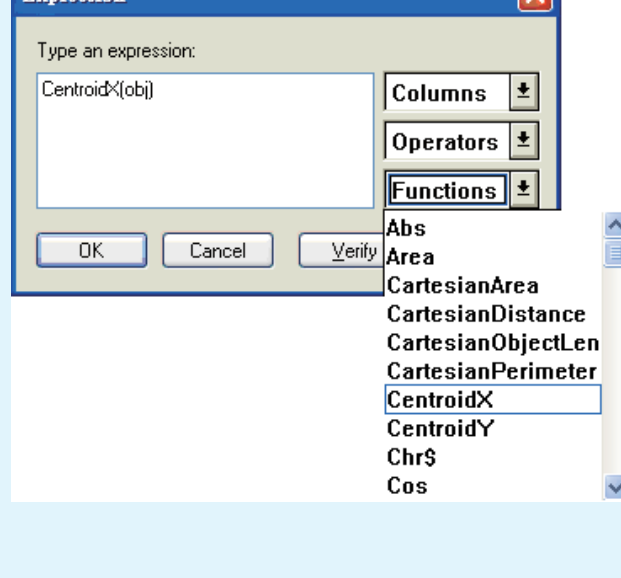 Expression
Type an expression:
CentroidX(obj)
Columns
Operators
Functions
OK Cancel Verify
Abs
Area
CartesianArea
CartesianDistance
CartesianObjectLen
CartesianPerimeter
CentroidX
CentroidY
Chr$
Cos